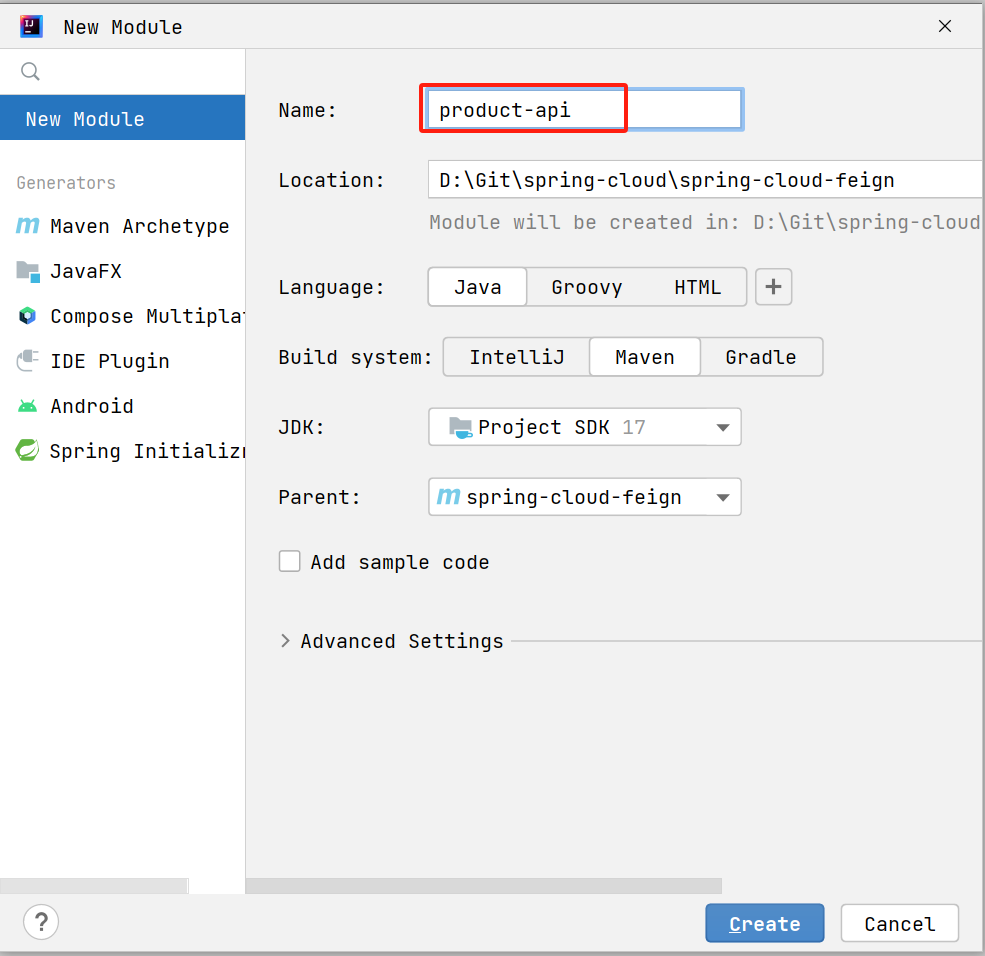 New Module
New Module
Generators
Maven Archetype
JavaFX
Compose Multiplat
IDE Plugin
Android
Spring Initializr
Name: product-api
Location: D:\Git\spring-cloud\spring-cloud-feign
Module will be created in: D:\Git\spring-cloud
Language: Java Groovy HTML +
Build system: IntelliJ Maven Gradle
JDK: Project SDK 17
Parent: m spring-cloud-feign
Add sample code
Advanced Settings
? Create Cancel